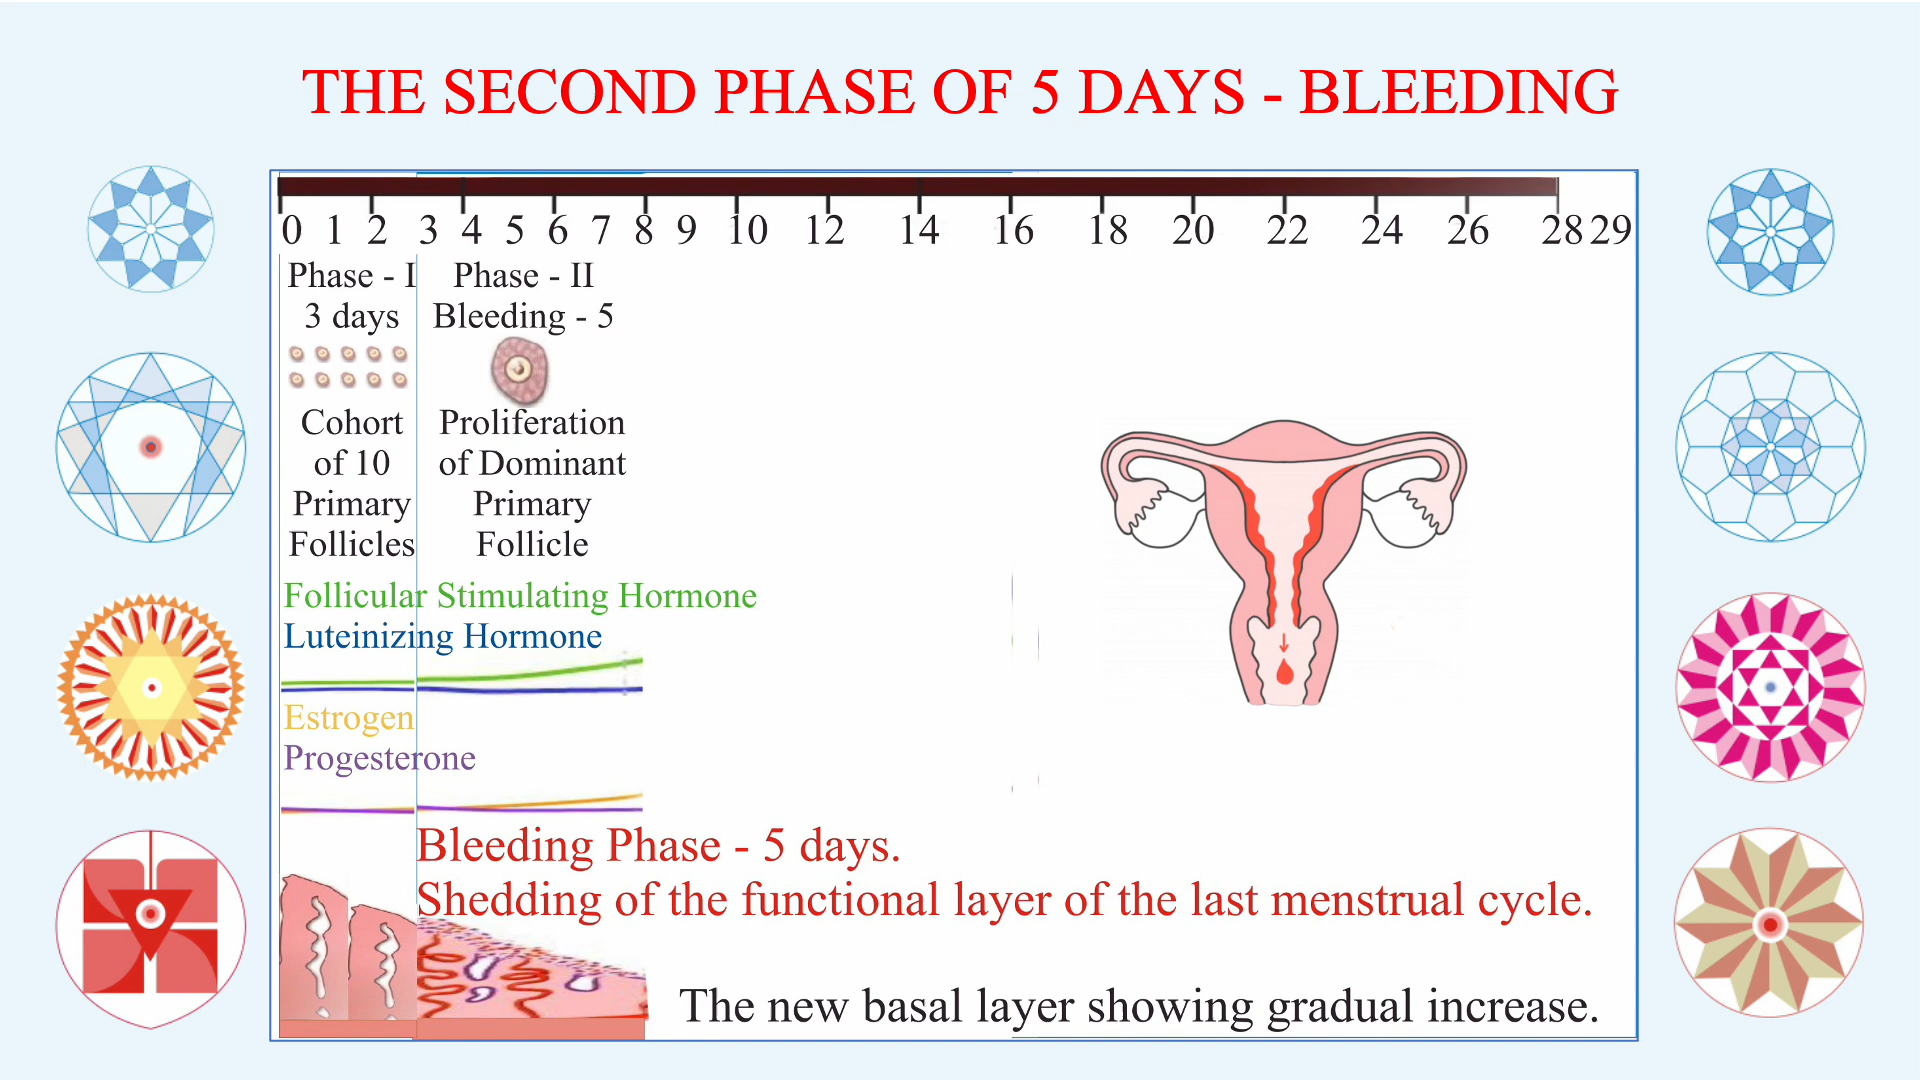 THE SECOND PHASE OF 5 DAYS - BLEEDING
0 1 2 3 4 5 6 7 8 9 10 12 14 16 18 20 22 24 26 28 29
Phase - I
3 days
Cohort
of 10
Primary
Follicles
Phase - II
Bleeding - 5
Proliferation
of Dominant
Primary
Follicle
Follicular Stimulating Hormone
Luteinizing Hormone
Estrogen
Progesterone
Bleeding Phase - 5 days.
Shedding of the functional layer of the last menstrual cycle.
The new basal layer showing gradual increase.